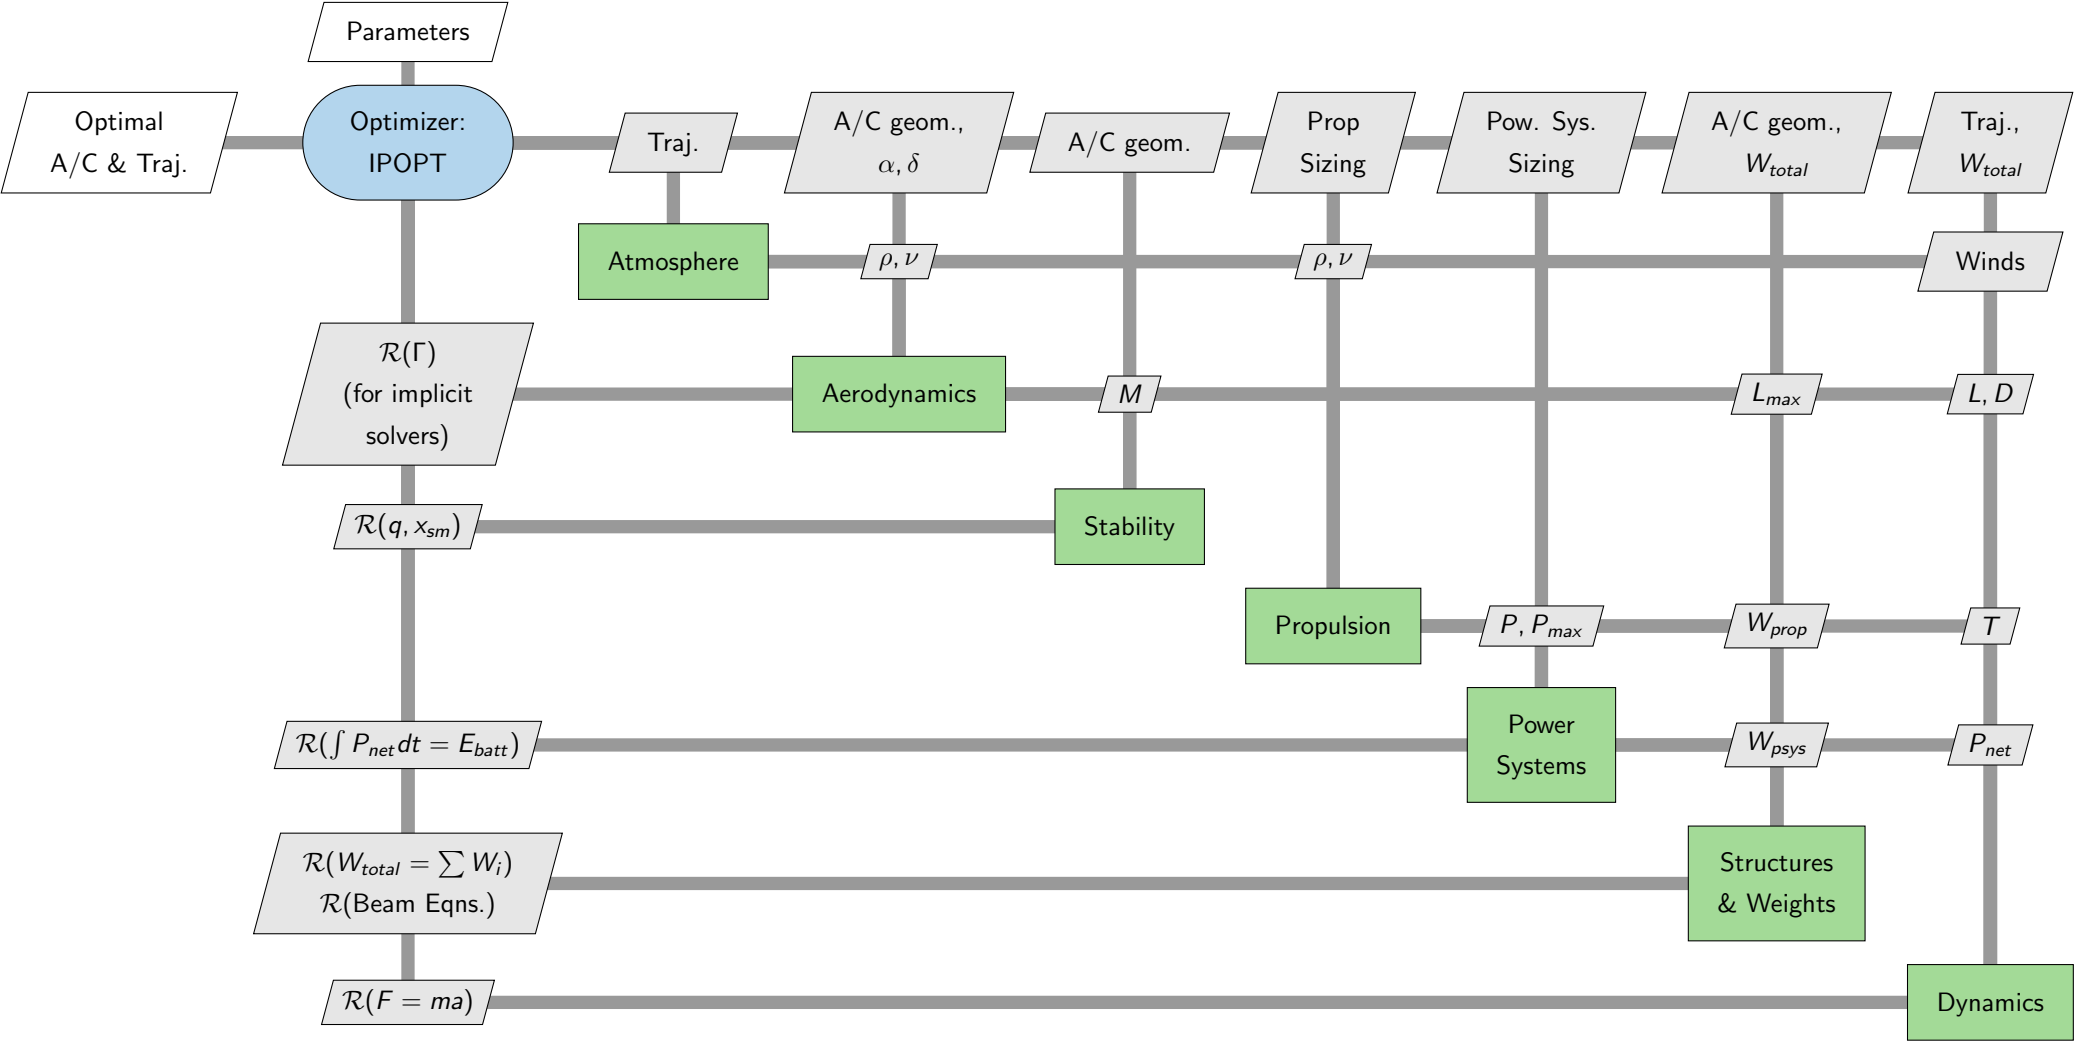 Parameters
Optimal
A/C & Traj.
Optimizer:
IPOPT
Traj.
A/C geom.,
α, δ
A/C geom.
Prop
Sizing
Pow. Sys.
Sizing
A/C geom.,
W_total
Traj.,
W_total
Atmosphere
ρ, ν
ρ, ν
Winds
ℛ(Γ)
(for implicit
solvers)
Aerodynamics
M
L_max
L, D
ℛ(q, x_sm)
Stability
Propulsion
P, P_max
W_prop
T
ℛ(∫ P_net dt = E_batt)
Power
Systems
W_psys
P_net
ℛ(W_total = ∑ W_i)
ℛ(Beam Eqns.)
Structures
& Weights
ℛ(F = ma)
Dynamics